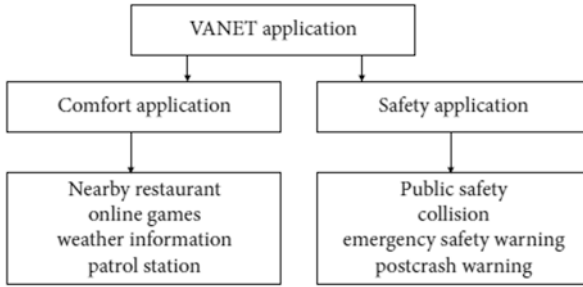 VANET application
Comfort application
Safety application
Nearby restaurant
online games
weather information
patrol station
Public safety
collision
emergency safety warning
postcrash warning